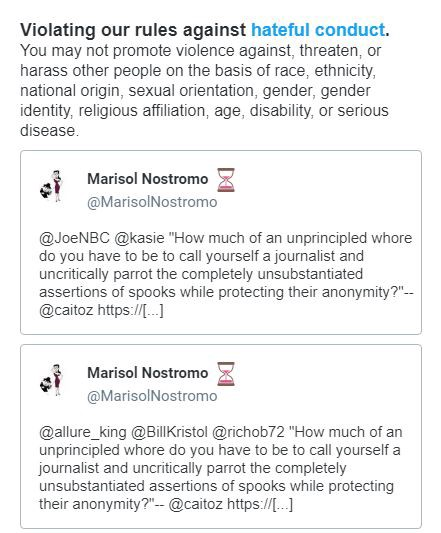 Violating our rules against hateful conduct.
You may not promote violence against, threaten, or
harass other people on the basis of race, ethnicity,
national origin, sexual orientation, gender, gender
identity, religious affiliation, age, disability, or serious
disease.
Marisol Nostromo
@MarisolNostromo
@JoeNBC @kasie "How much of an unprincipled whore
do you have to be to call yourself a journalist and
uncritically parrot the completely unsubstantiated
assertions of spooks while protecting their anonymity?"--
@caitoz https://[...]
Marisol Nostromo
@MarisolNostromo
@allure_king @BillKristol @richob72 "How much of an
unprincipled whore do you have to be to call yourself a
journalist and uncritically parrot the completely
unsubstantiated assertions of spooks while protecting
their anonymity?"-- @caitoz https://[...]